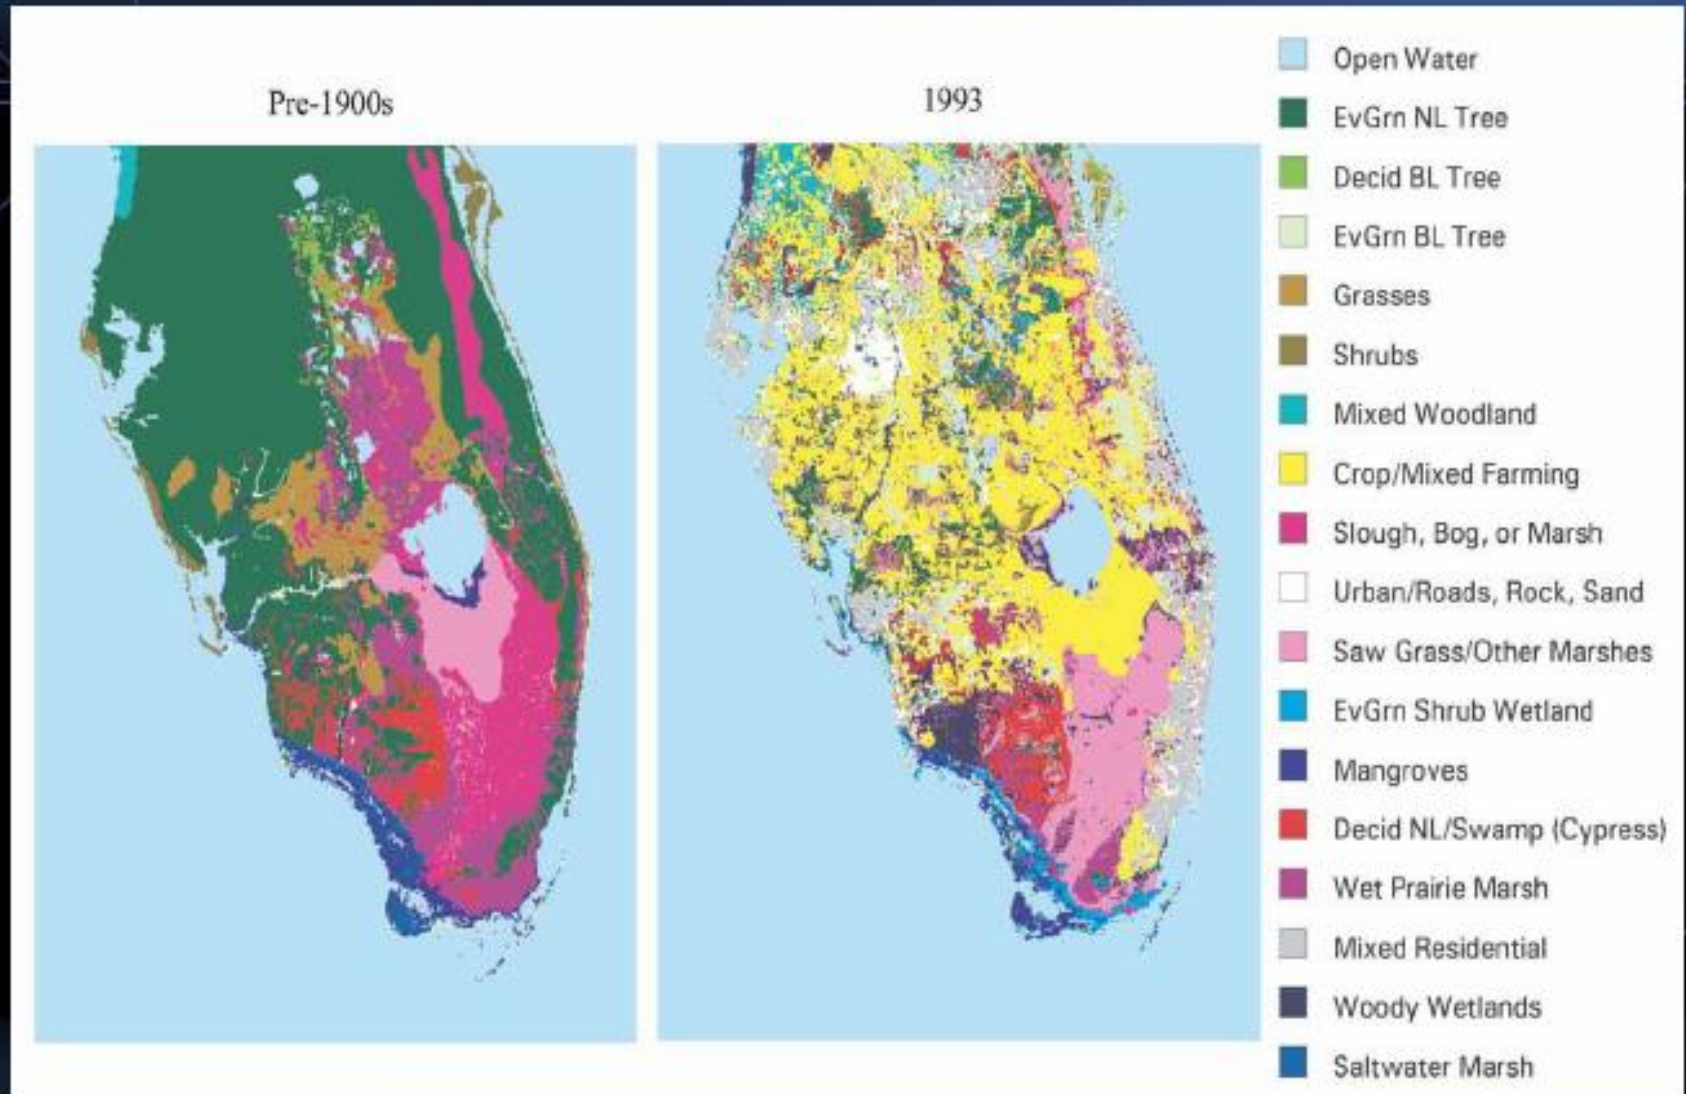 Pre-1900s
1993
Open Water
EvGrn NL Tree
Decid BL Tree
EvGrn BL Tree
Grasses
Shrubs
Mixed Woodland
Crop/Mixed Farming
Slough, Bog, or Marsh
Urban/Roads, Rock, Sand
Saw Grass/Other Marshes
EvGrn Shrub Wetland
Mangroves
Decid NL/Swamp (Cypress)
Wet Prairie Marsh
Mixed Residential
Woody Wetlands
Saltwater Marsh